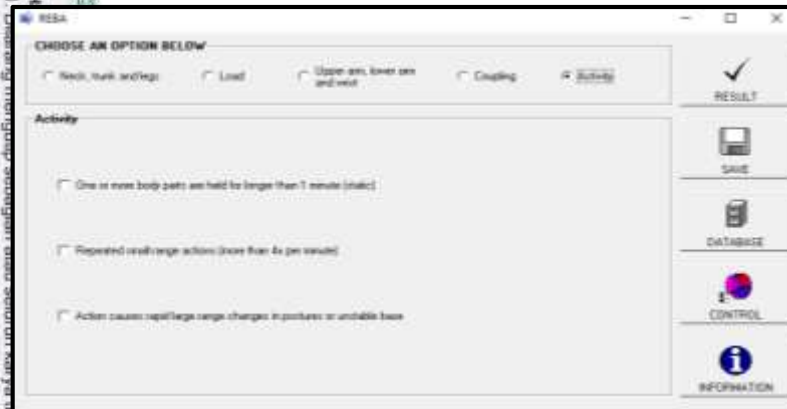 REBA
CHOOSE AN OPTION BELOW
Neck, trunk and legs
Load
Upper arm, lower arm
and wrist
Coupling
Activity
Activity
One or more body parts are held for longer than 1 minute (static)
Repeated small range actions (more than 4x per minute)
Action causes rapid large range changes in postures or unstable base
RESULT
SAVE
DATABASE
CONTROL
INFORMATION